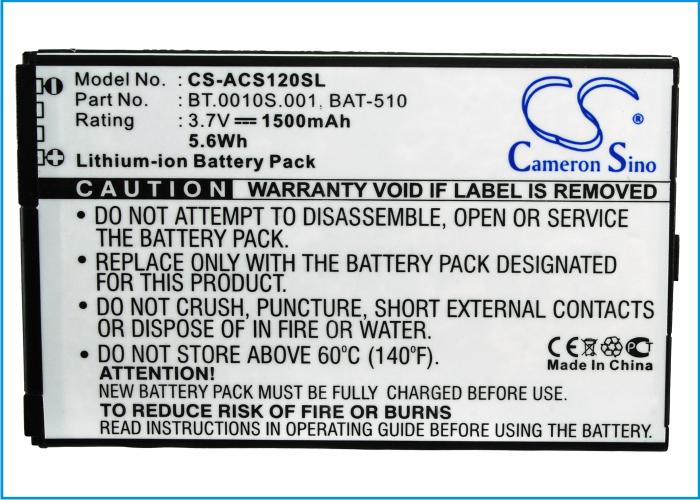 Model No. : CS-ACS120SL
Part No. : BT.0010S.001, BAT-510
Rating : 3.7V 1500mAh
5.6Wh
Lithium-ion Battery Pack
CS
®
Cameron Sino
CAUTION WARRANTY VOID IF LABEL IS REMOVED
• DO NOT ATTEMPT TO DISASSEMBLE, OPEN OR SERVICE
THE BATTERY PACK.
• REPLACE ONLY WITH THE BATTERY PACK DESIGNED
FOR THIS PRODUCT.
• DO NOT CRUSH, PUNCTURE, SHORT EXTERNAL CONTACTS
OR DISPOSE OF IN FIRE OR WATER.
• DO NOT STORE ABOVE 60°C (140°F).
CE
Made In China
ATTENTION!
NEW BATTERY PACK MUST BE FULLY CHARGED BEFORE USE.
TO REDUCE RISK OF FIRE OR BURNS
READ INSTRUCTIONS IN OPERATING GUIDE BEFORE BATTERY USE.